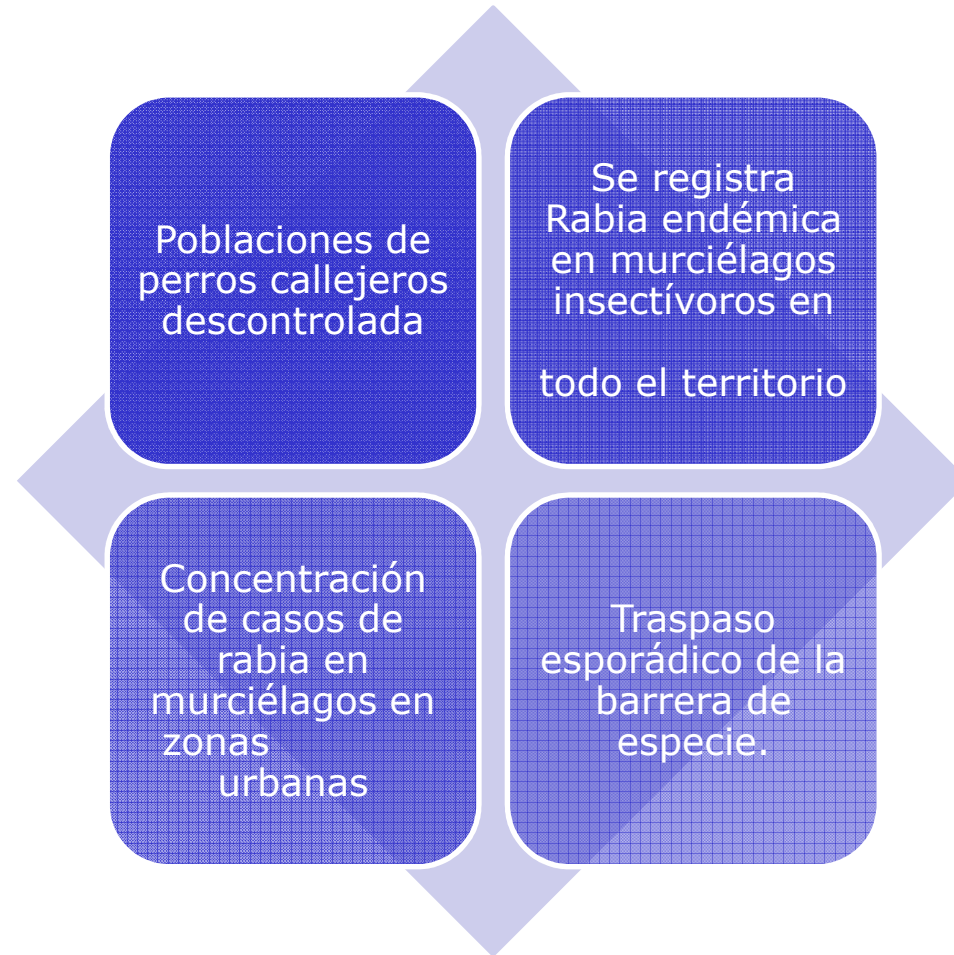 Poblaciones de
perros callejeros
descontrolada
Se registra
Rabia endémica
en murciélagos
insectívoros en
todo el territorio
Concentración
de casos de
rabia en
murciélagos en
zonas
urbanas
Traspaso
esporádico de la
barrera de
especie.